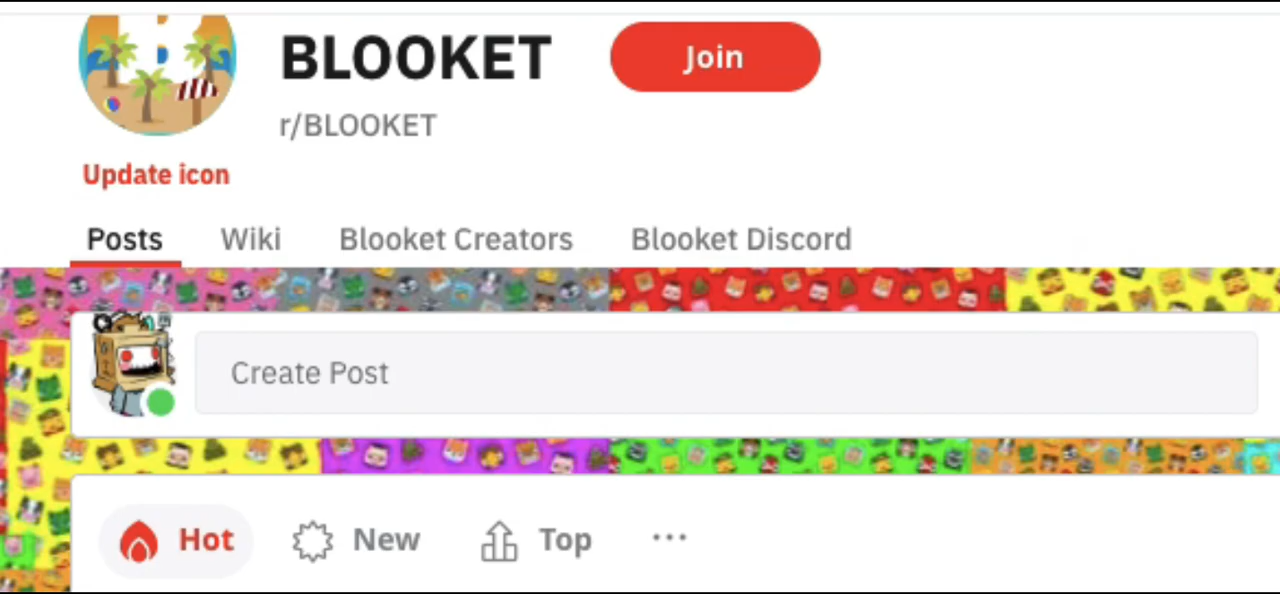 BLOOKET
Join
r/BLOOKET
Update icon
Posts Wiki Blooket Creators Blooket Discord
Create Post
Hot New Top ...